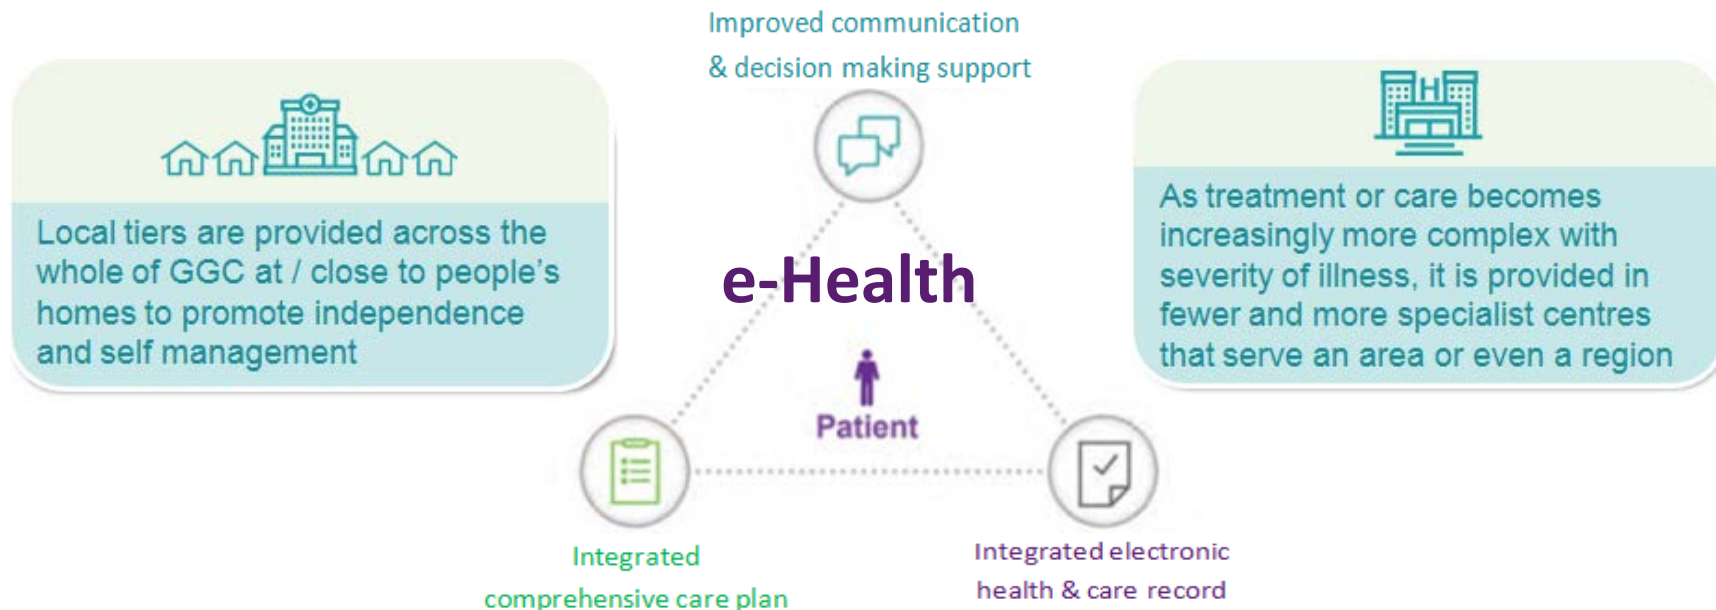 Improved communication
& decision making support
Local tiers are provided across the
whole of GGC at / close to people's
homes to promote independence
and self management
e-Health
Patient
H
As treatment or care becomes
increasingly more complex with
severity of illness, it is provided in
fewer and more specialist centres
that serve an area or even a region
Integrated
comprehensive care plan
Integrated electronic
health & care record